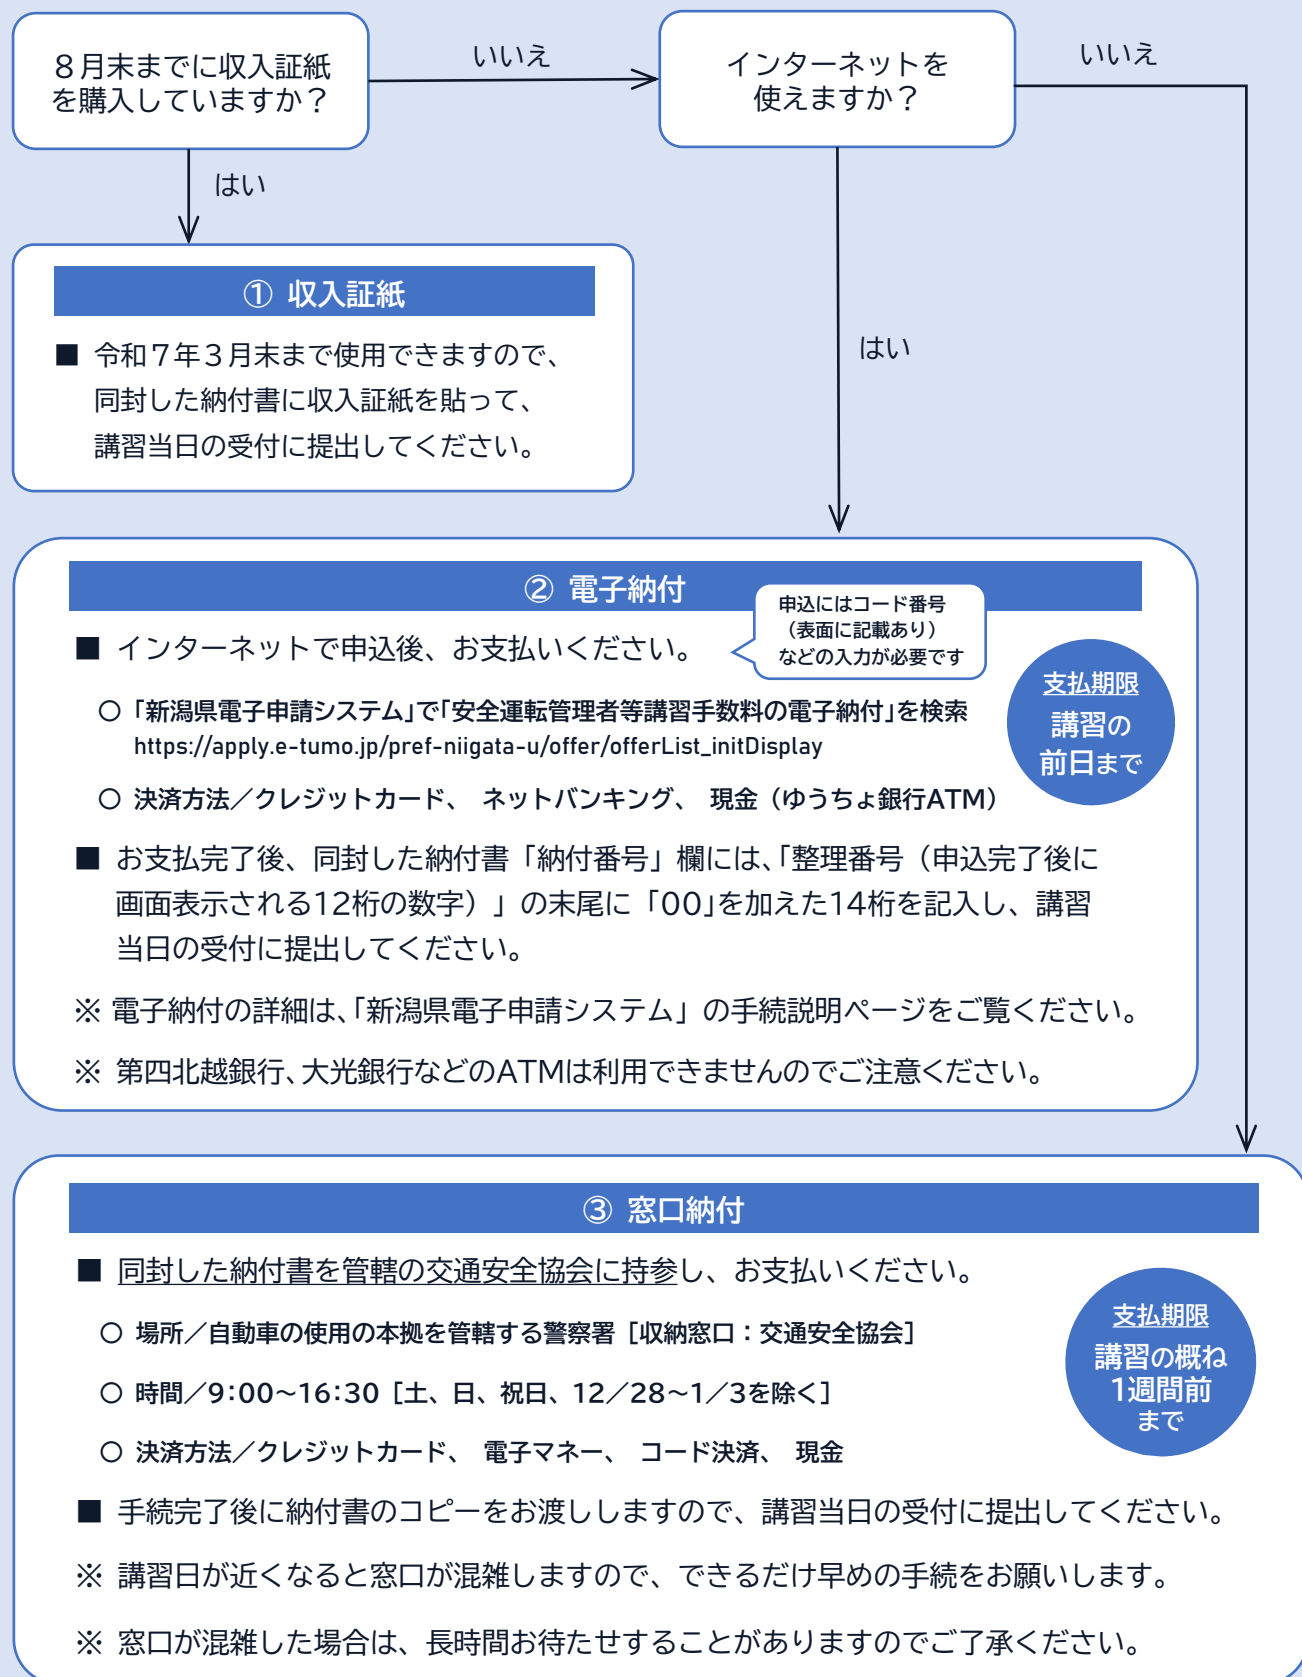 ８月末までに収入証紙
を購入していますか？
いいえ
インターネットを
使えますか？
いいえ
はい
① 収入証紙
■ 令和７年３月末まで使用できますので、
同封した納付書に収入証紙を貼って、
講習当日の受付に提出してください。
はい
② 電子納付
申込にはコード番号
（表面に記載あり）
などの入力が必要です
■ インターネットで申込後、お支払いください。
○「新潟県電子申請システム」で「安全運転管理者等講習手数料の電子納付」を検索
https://apply.e-tumo.jp/pref-niigata-u/offer/offerList_initDisplay
○ 決済方法／クレジットカード、 ネットバンキング、 現金（ゆうちょ銀行ATM）
支払期限
講習の
前日まで
■ お支払完了後、同封した納付書「納付番号」欄には、「整理番号（申込完了後に
画面表示される12桁の数字）」の末尾に「00」を加えた14桁を記入し、講習
当日の受付に提出してください。
※ 電子納付の詳細は、「新潟県電子申請システム」の手続説明ページをご覧ください。
※ 第四北越銀行、大光銀行などのATMは利用できませんのでご注意ください。
③ 窓口納付
■ 同封した納付書を管轄の交通安全協会に持参し、お支払いください。
○ 場所／自動車の使用の本拠を管轄する警察署［収納窓口：交通安全協会］
○ 時間／9:00～16:30［土、日、祝日、12／28～1／3を除く］
○ 決済方法／クレジットカード、 電子マネー、 コード決済、 現金
支払期限
講習の概ね
1週間前
まで
■ 手続完了後に納付書のコピーをお渡ししますので、講習当日の受付に提出してください。
※ 講習日が近くなると窓口が混雑しますので、できるだけ早めの手続をお願いします。
※ 窓口が混雑した場合は、長時間お待たせすることがありますのでご了承ください。